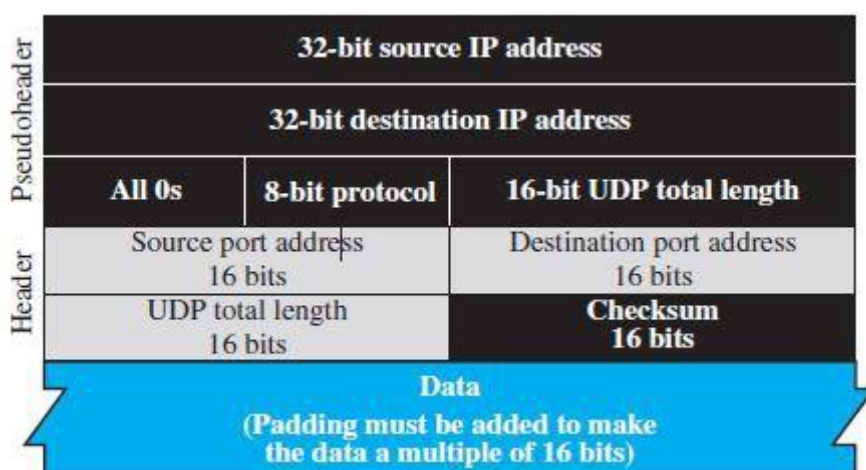 Pseudoheader
32-bit source IP address
32-bit destination IP address
All 0s 8-bit protocol 16-bit UDP total length
Header
Source port address Destination port address
16 bits 16 bits
UDP total length Checksum
16 bits 16 bits
Data
(Padding must be added to make
the data a multiple of 16 bits)